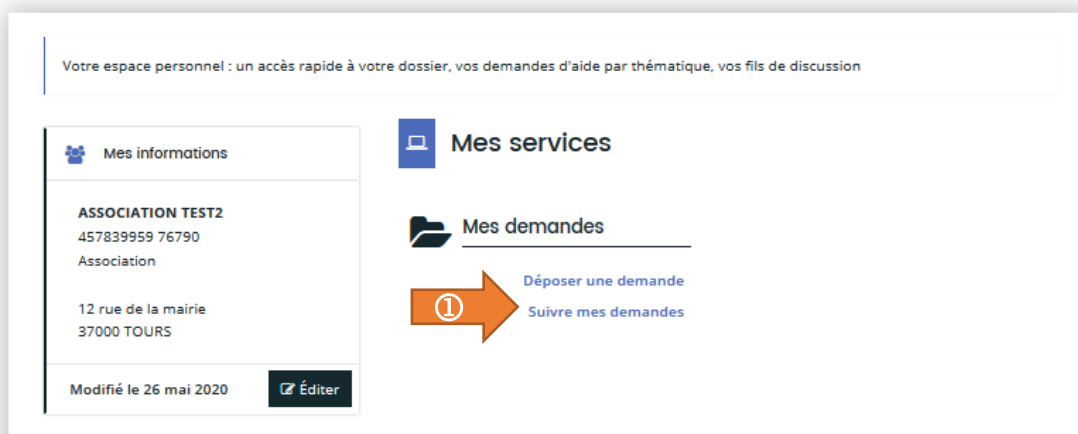 Votre espace personnel : un accès rapide à votre dossier, vos demandes d'aide par thématique, vos fils de discussion
Mes informations
ASSOCIATION TEST2
457839959 76790
Association
12 rue de la mairie
37000 TOURS
Modifié le 26 mai 2020
Éditer
Mes services
Mes demandes
Déposer une demande
①
Suivre mes demandes